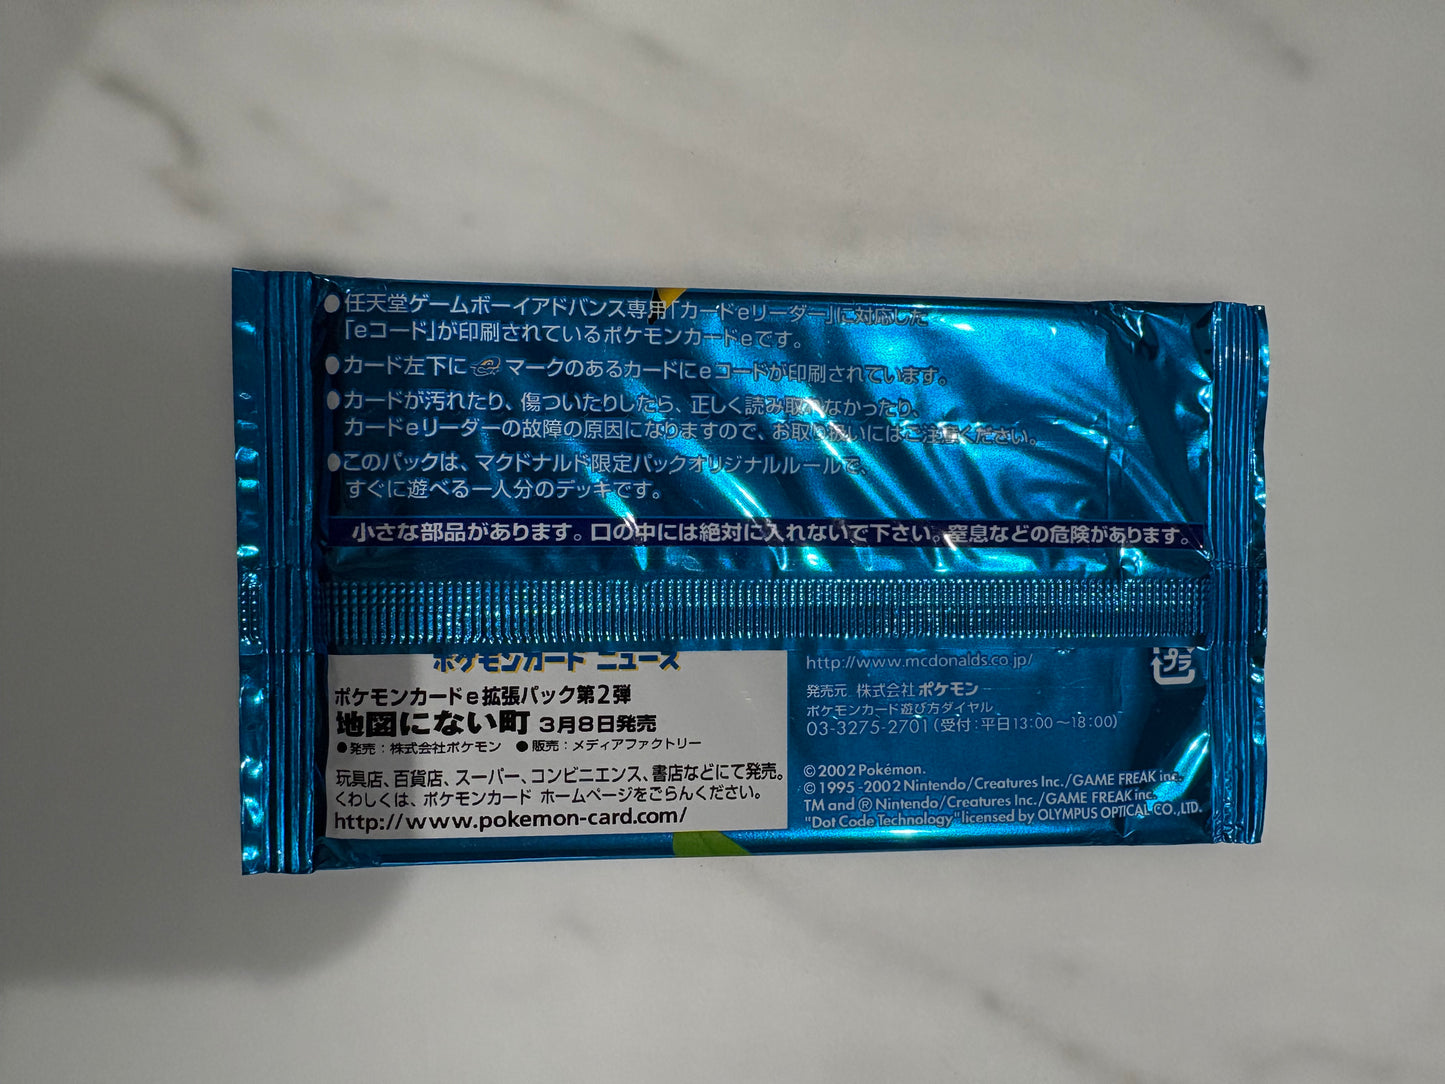 ●任天堂ゲームボーイアドバンス専用「カードeリーダー」に対応した
「eコード」が印刷されているポケモンカードeです。
●カード左下に マークのあるカードにeコードが印刷されています。
●カードが汚れたり、傷ついたりしたら、正しく読み取れなかったり、
カードeリーダーの故障の原因になりますので、お取り扱いにはご注意ください。
●このパックは、マクドナルド限定パックオリジナルルールで、
すぐに遊べる一人分のデッキです。
小さな部品があります。口の中には絶対に入れないで下さい。窒息などの危険があります。
ポケモンカード ニュース
ポケモンカードe拡張パック第2弾
地図にない町 3月8日発売
●発売:株式会社ポケモン ●販売:メディアファクトリー
玩具店、百貨店、スーパー、コンビニエンス、書店などにて発売。
くわしくは、ポケモンカード ホームページをごらんください。
http://www.pokemon-card.com/
http://www.mcdonalds.co.jp/
プラ
発売元 株式会社ポケモン
ポケモンカード遊び方ダイヤル
03-3275-2701(受付:平日13:00〜18:00)
©2002 Pokémon.
©1995-2002 Nintendo/Creatures Inc./GAME FREAK inc.
TM and ® Nintendo/Creatures Inc./GAME FREAK inc.
"Dot Code Technology" licensed by OLYMPUS OPTICAL CO.,LTD.